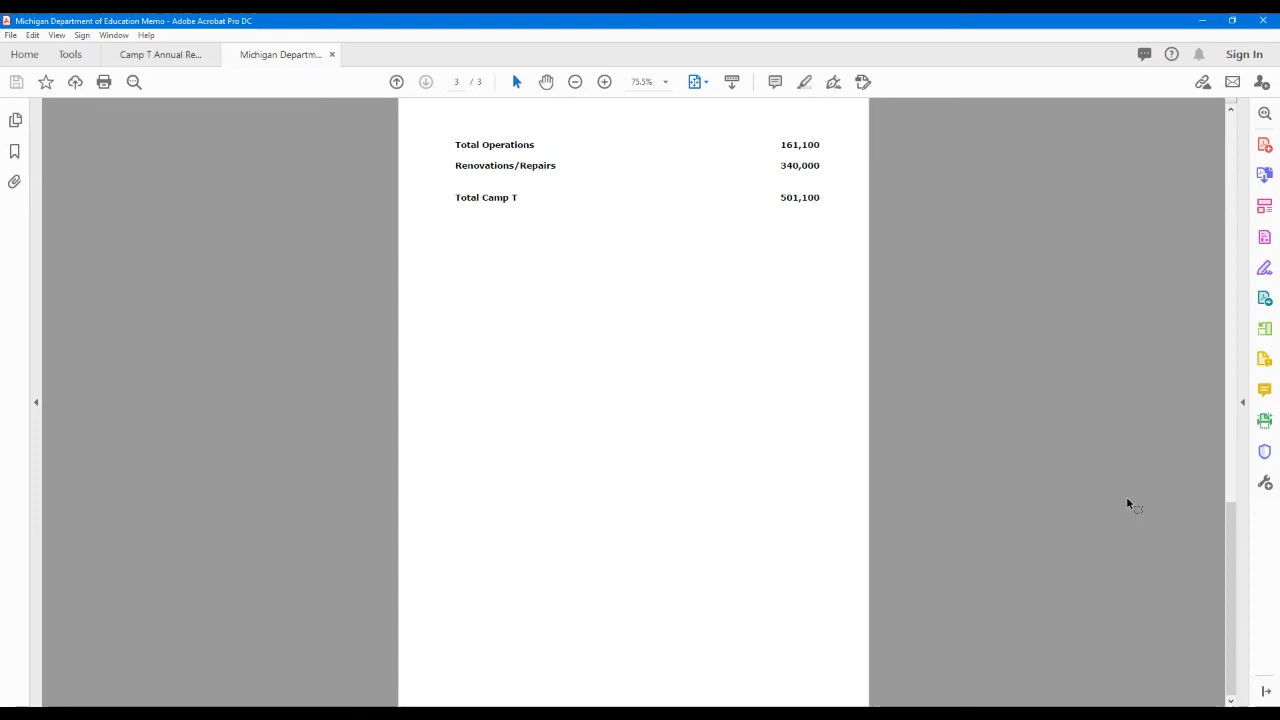 Michigan Department of Education Memo - Adobe Acrobat Pro DC
File Edit View Sign Window Help
Home Tools Camp T Annual Re... Michigan Departm... × Sign In
3 / 3 75.5%
Total Operations 161,100
Renovations/Repairs 340,000
Total Camp T 501,100